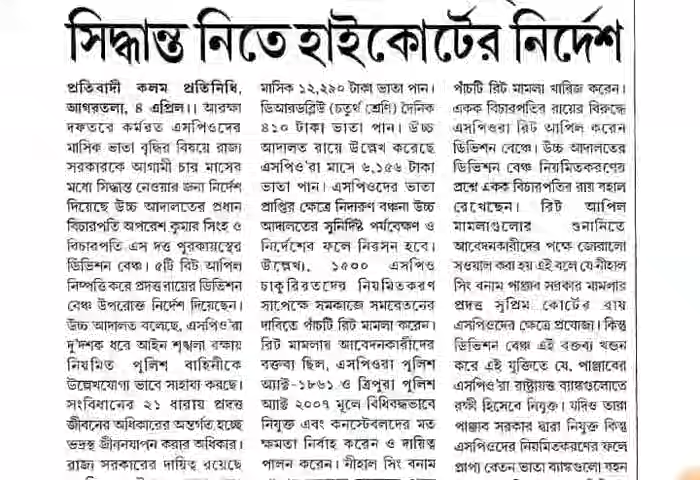 সিদ্ধান্ত নিতে হাইকোর্টের নির্দেশ
প্রতিবাদী কলম প্রতিনিধি,
আগরতলা, ৪ এপ্রিল।। আরক্ষা
দফতরে কর্মরত এসপিওদের
মাসিক ভাতা বৃদ্ধির বিষয়ে রাজ্য
সরকারকে আগামী চার মাসের
মধ্যে সিদ্ধান্ত নেওয়ার জন্য নির্দেশ
দিয়েছে উচ্চ আদালতের প্রধান
বিচারপতি অপরেশ কুমার সিংহ ও
বিচারপতি এস দত্ত পুরকায়স্থের
ডিভিশন বেঞ্চ। ৫টি রিট আপিল
নিষ্পত্তি করে প্রদত্ত রায়ের ডিভিশন
বেঞ্চ উপরোক্ত নির্দেশ দিয়েছেন।
উচ্চ আদালত বলেছে, এসপিও'রা
দু'দশক ধরে আইন শৃঙ্খলা রক্ষায়
নিয়মিত পুলিশ বাহিনীকে
উল্লেখযোগ্য ভাবে সাহায্য করছে।
সংবিধানের ২১ ধারায় প্রদত্ত
জীবনের অধিকারের অন্তর্গত হচ্ছে
ভদ্রস্থ জীবনযাপন করার অধিকার।
রাজ্য সরকারের দায়িত্ব রয়েছে
মাসিক ১২,২৯০ টাকা ভাতা পান।
ডিআরডব্লিউ (চতুর্থ শ্রেণি) দৈনিক
৪১০ টাকা ভাতা পান। উচ্চ
আদালত রায়ে উল্লেখ করেছে
এসপিও'রা মাসে ৬,১৫৬ টাকা
ভাতা পান। এসপিওদের ভাতা
প্রাপ্তির ক্ষেত্রে নিদারুণ বঞ্চনা উচ্চ
আদালতের সুনির্দিষ্ট পর্যবেক্ষণ ও
নির্দেশের ফলে নিরসন হবে।
উল্লেখ্য, ১৫০০ এসপিও
চাকুরিরতদের নিয়মিতকরণ
সাপেক্ষে সমকাজে সমবেতনের
দাবিতে পাঁচটি রিট মামলা করেন।
রিট মামলায় আবেদনকারীদের
বক্তব্য ছিল, এসপিওরা পুলিশ
অ্যাক্ট-১৮৬১ ও ত্রিপুরা পুলিশ
অ্যাক্ট ২০০৭ মূলে বিধিবদ্ধভাবে
নিযুক্ত এবং কনস্টেবলদের মত
ক্ষমতা নির্বাহ করেন ও দায়িত্ব
পালন করেন। নীহাল সিং বনাম
পাঁচটি রিট মামলা খারিজ করেন।
একক বিচারপতির রায়ের বিরুদ্ধে
এসপিওরা রিট আপিল করেন
ডিভিশন বেঞ্চে। উচ্চ আদালতের
ডিভিশন বেঞ্চ নিয়মিতকরণের
প্রশ্নে একক বিচারপতির রায় বহাল
রেখেছেন। রিট আপিল
মামলাগুলোর শুনানিতে
আবেদনকারীদের পক্ষে জোরালো
সওয়াল করা হয় এই বলে যে-নীহাল
সিং বনাম পাঞ্জাব সরকার মামলার
প্রদত্ত সুপ্রিম কোর্টের রায়
এসপিওদের ক্ষেত্রে প্রযোজ্য। কিন্তু
ডিভিশন বেঞ্চ এই বক্তব্য খন্ডন
করে এই যুক্তিতে যে, পাঞ্জাবের
এসপিও'রা রাষ্ট্রায়ত্ত ব্যাঙ্কগুলোতে
রক্ষী হিসেবে নিযুক্ত। যদিও তারা
পাঞ্জাব সরকার দ্বারা নিযুক্ত কিন্তু
এসপিওদের নিয়মিতকরণের ফলে
প্রাপ্য বেতন ভাতা ব্যাঙ্কগুলো বহন